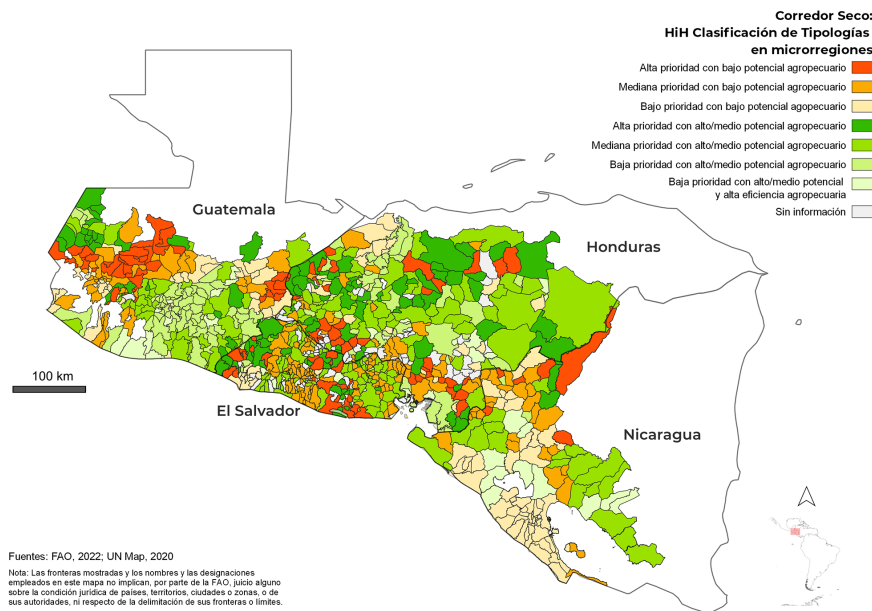 Corredor Seco:
HiH Clasificación de Tipologías
en microrregiones
Alta prioridad con bajo potencial agropecuario
Mediana prioridad con bajo potencial agropecuario
Bajo prioridad con bajo potencial agopecuario
Alta prioridad con alto/medio potencial agropecuario
Mediana prioridad con alto/medio potencial agropecuario
Baja prioridad con alto/medio potencial agropecuario
Baja prioridad con alto/medio potencial
y alta eficiencia agropecuaria
Sin información
Guatemala
Honduras
100 km
El Salvador
Nicaragua
Fuentes: FAO, 2022; UN Map, 2020
Nota: Las fronteras mostradas y los nombres y las designaciones
empleados en este mapa no implican, por parte de la FAO, juicio alguno
sobre la condición jurídica de países, territorios, ciudades o zonas, o de
sus autoridades, ni respecto de la delimitación de sus fronteras o límites.